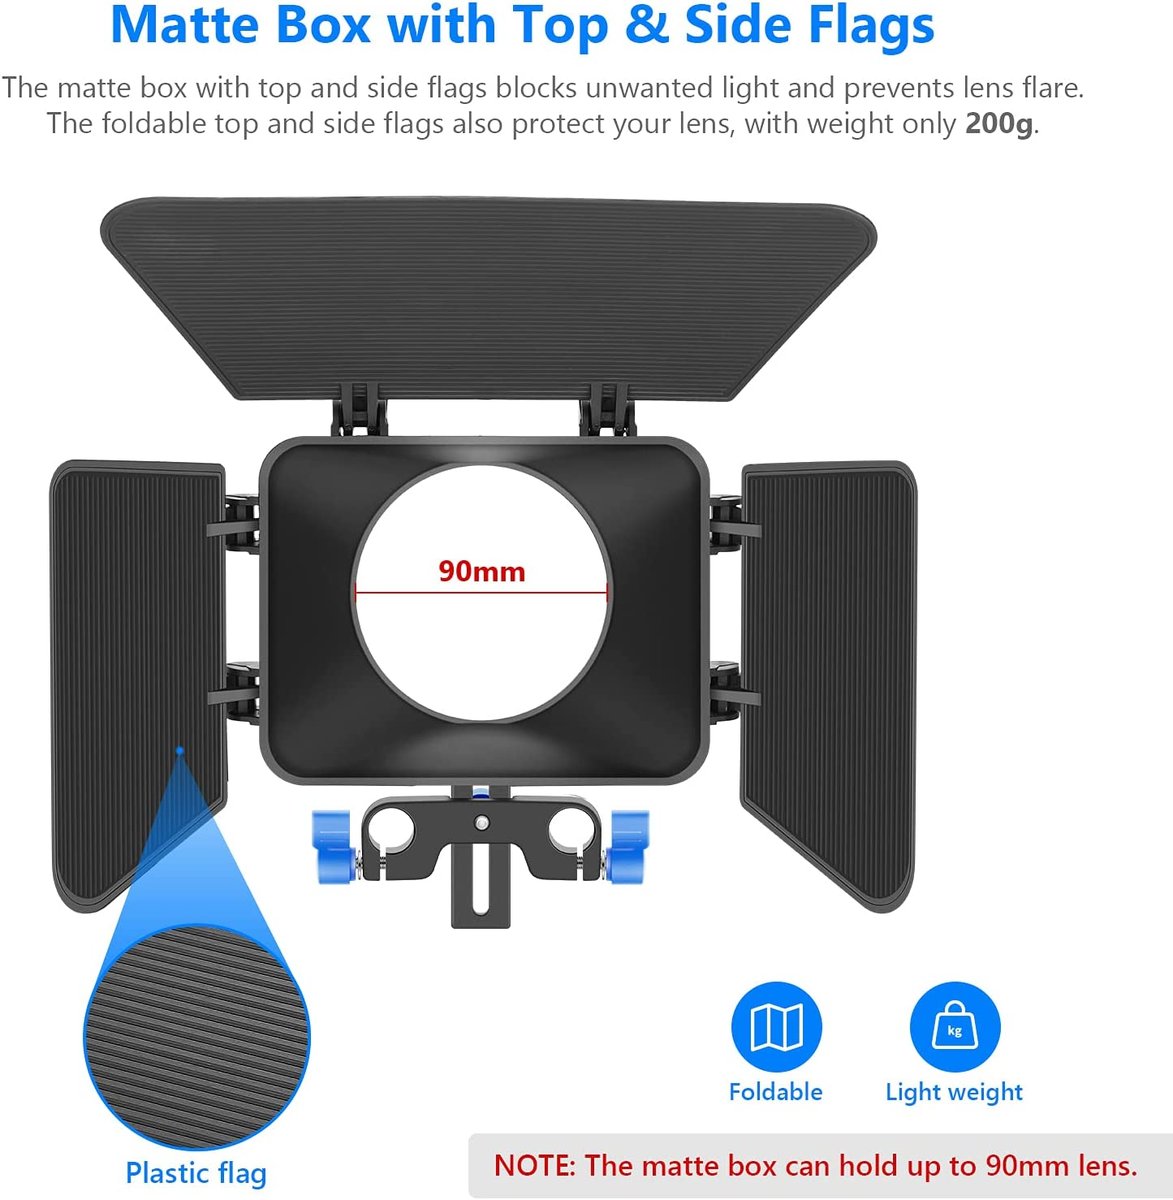 Matte Box with Top & Side Flags
The matte box with top and side flags blocks unwanted light and prevents lens flare.
The foldable top and side flags also protect your lens, with weight only 200g.
90mm
kg
Foldable
Light weight
Plastic flag
NOTE: The matte box can hold up to 90mm lens.